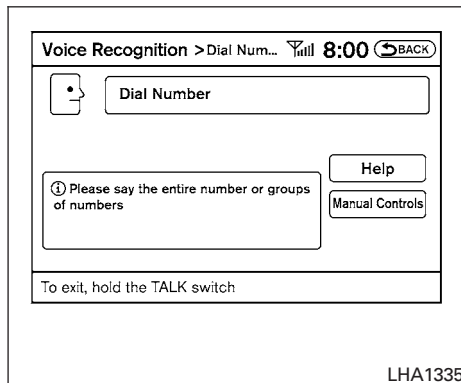 Voice Recognition > Dial Num... 8:00 BACK
Dial Number
Help
ⓘ Please say the entire number or groups
of numbers
Manual Controls
To exit, hold the TALK switch
LHA1335